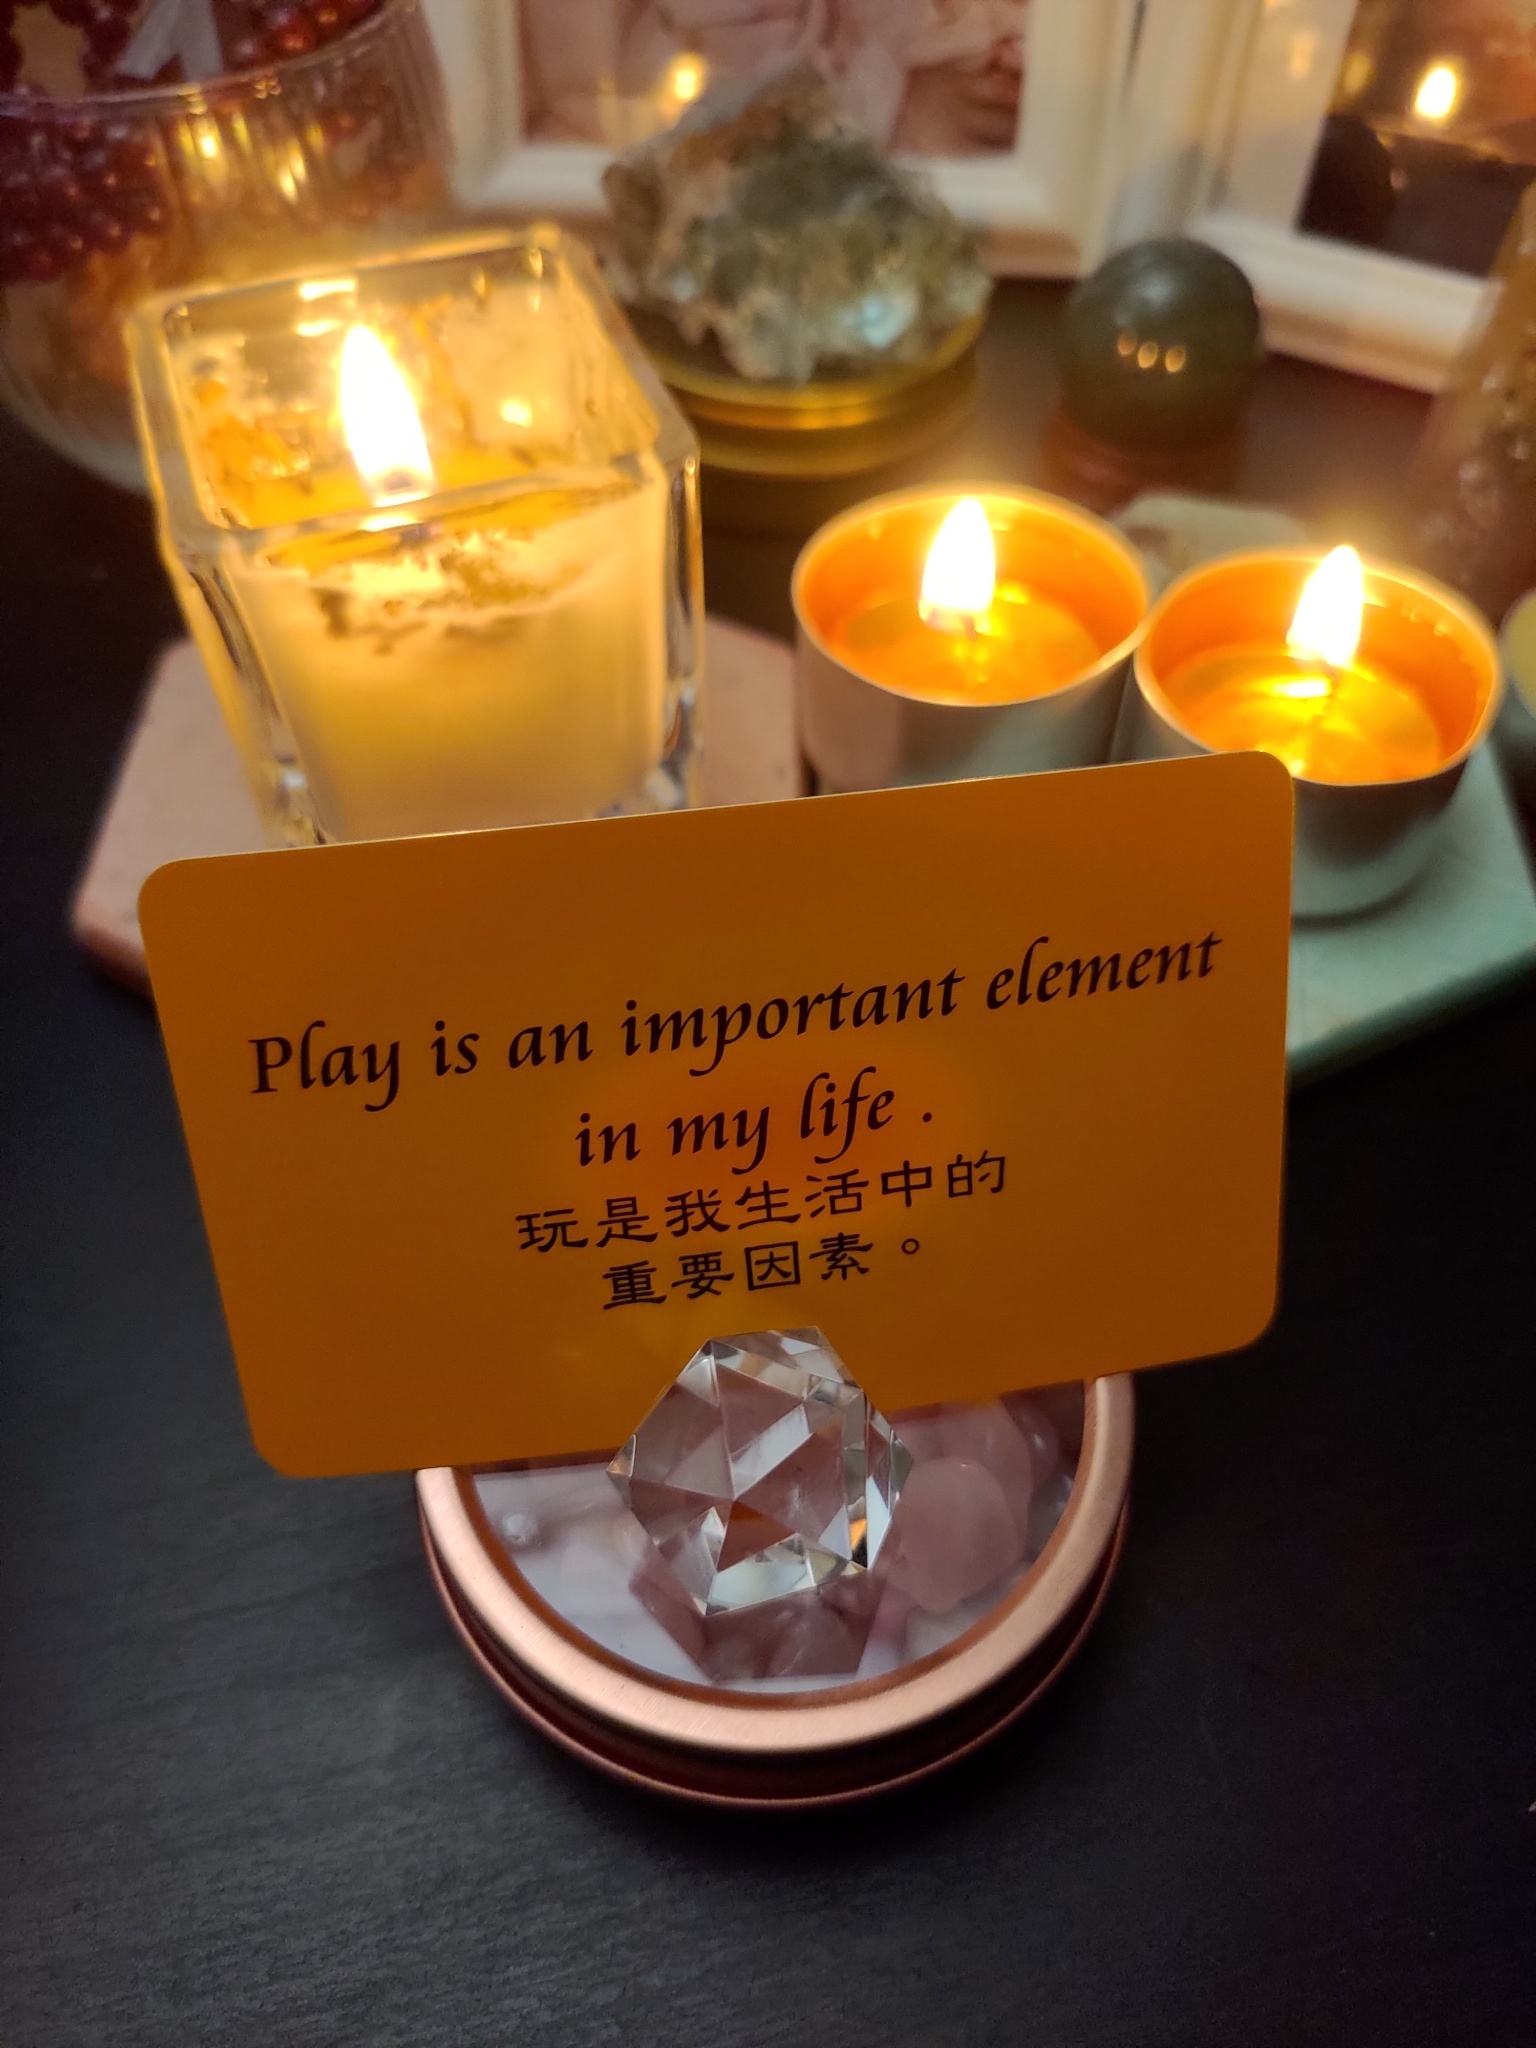 Play is an important element
in my life .
玩是我生活中的
重要因素。